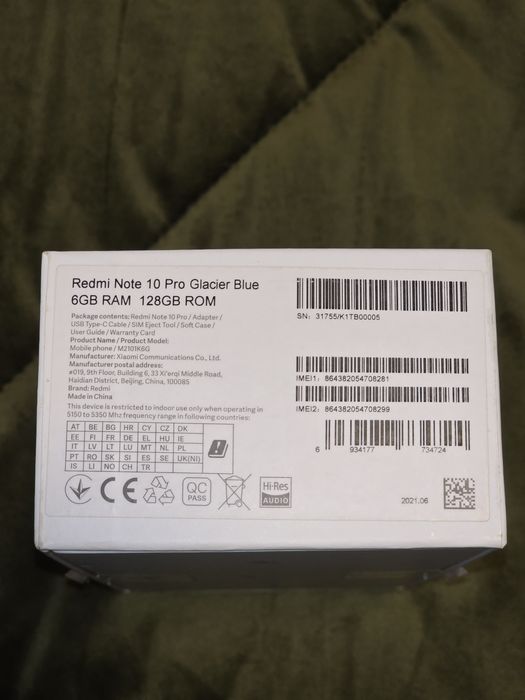 Redmi Note 10 Pro Glacier Blue
6GB RAM 128GB ROM
Package contents: Redmi Note 10 Pro / Adapter /
USB Type-C Cable / SIM Eject Tool / Soft Case /
User Guide / Warranty Card
Product Name / Product Model:
Mobile phone / M2101K6G
Manufacturer: Xiaomi Communications Co., Ltd.
Manufacturer postal address:
#019, 9th Floor, Building 6, 33 Xi'erqi Middle Road,
Haidian District, Beijing, China, 100085
Brand: Redmi
Made in China
This device is restricted to indoor use only when operating in
5150 to 5350 Mhz frequency range in following countries:
AT BE BG HR CY CZ DK
EE FI FR DE EL HU IE
IT LV LT LU MT NL PL
PT RO SK SI ES SE UK(NI)
IS LI NO CH TR
CE
QC
PASS
Hi-Res
AUDIO
SN: 31755/K1TB00005
IMEI1: 864382054708281
IMEI2: 864382054708299
6 934177 734724
2021.06